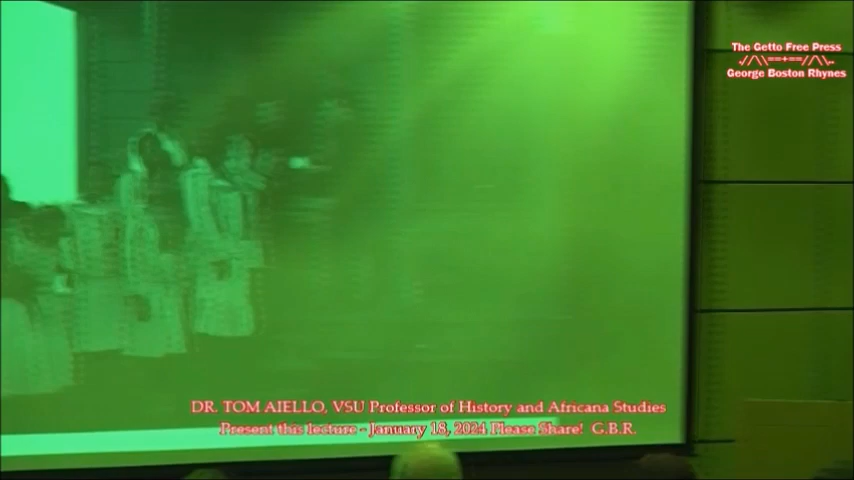 The Getto Free Press
./\\==+==//\\..
George Boston Rhynes
DR. TOM AIELLO, VSU Professor of History and Africana Studies
Present this lecture - January 18, 2024 Please Share! G.B.R.